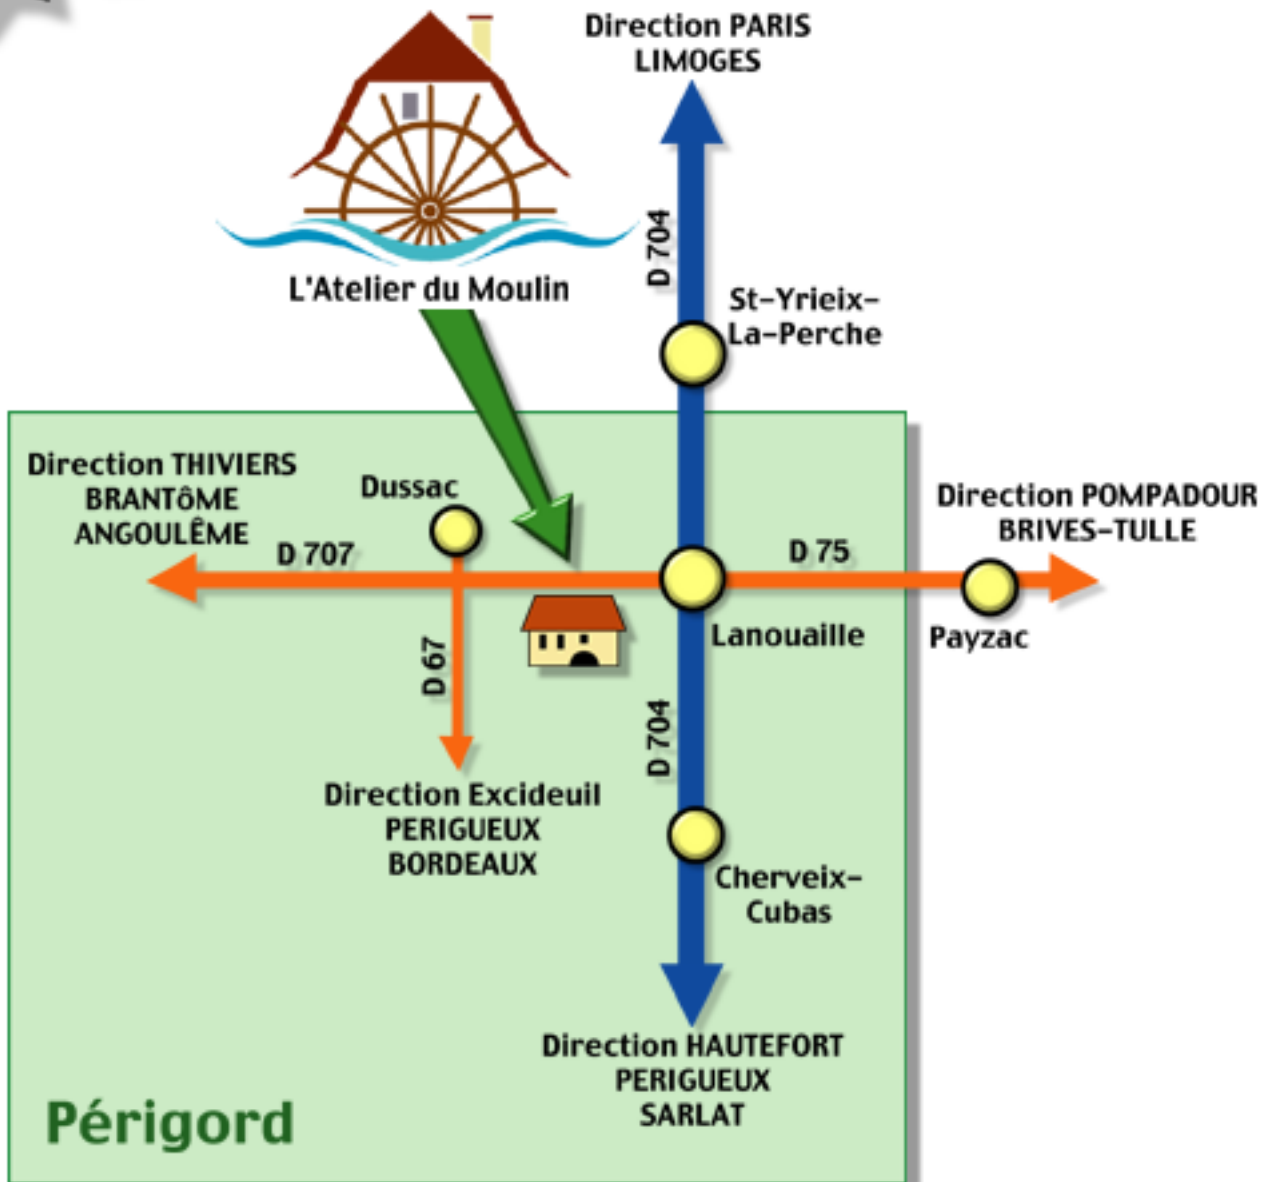 Direction PARIS
LIMOGES
D 704
L'Atelier du Moulin
St-Yrieix-
La-Perche
Direction THIVIERS
BRANTôME
ANGOULÊME
Dussac
D 707
D 75
Direction POMPADOUR
BRIVES-TULLE
Lanouaille
Payzac
D 67
D 704
Direction Excideuil
PERIGUEUX
BORDEAUX
Cherveix-
Cubas
Direction HAUTEFORT
PERIGUEUX
SARLAT
Périgord